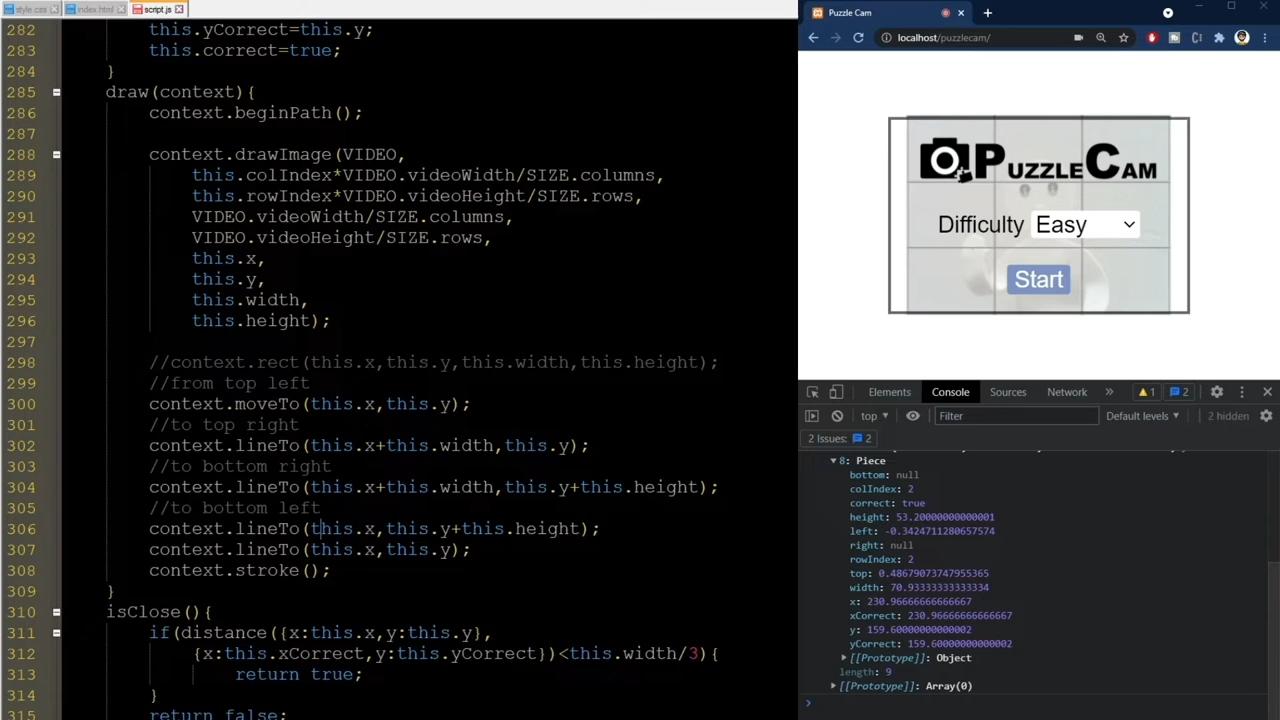 style.css
index.html
script.js
282 this.yCorrect=this.y;
283 this.correct=true;
284 }
285 draw(context){
286 context.beginPath();
287
288 context.drawImage(VIDEO,
289 this.colIndex*VIDEO.videoWidth/SIZE.columns,
290 this.rowIndex*VIDEO.videoHeight/SIZE.rows,
291 VIDEO.videoWidth/SIZE.columns,
292 VIDEO.videoHeight/SIZE.rows,
293 this.x,
294 this.y,
295 this.width,
296 this.height);
297
298 //context.rect(this.x,this.y,this.width,this.height);
299 //from top left
300 context.moveTo(this.x,this.y);
301 //to top right
302 context.lineTo(this.x+this.width,this.y);
303 //to bottom right
304 context.lineTo(this.x+this.width,this.y+this.height);
305 //to bottom left
306 context.lineTo(this.x,this.y+this.height);
307 context.lineTo(this.x,this.y);
308 context.stroke();
309 }
310 isClose(){
311 if(distance({x:this.x,y:this.y},
312 {x:this.xCorrect,y:this.yCorrect})<this.width/3){
313 return true;
314 }
315 return false;
Puzzle Cam
localhost/puzzlecam/
PUZZLECAM
Difficulty Easy
Start
Elements Console Sources Network » 1 2
top Filter Default levels 2 hidden
2 Issues: 2
8: Piece
bottom: null
colIndex: 2
correct: true
height: 53.20000000000001
left: -0.3424711280657574
right: null
rowIndex: 2
top: 0.48679073747955365
width: 70.93333333333334
x: 230.96666666666667
xCorrect: 230.96666666666667
y: 159.60000000000002
yCorrect: 159.60000000000002
[[Prototype]]: Object
length: 9
[[Prototype]]: Array(0)